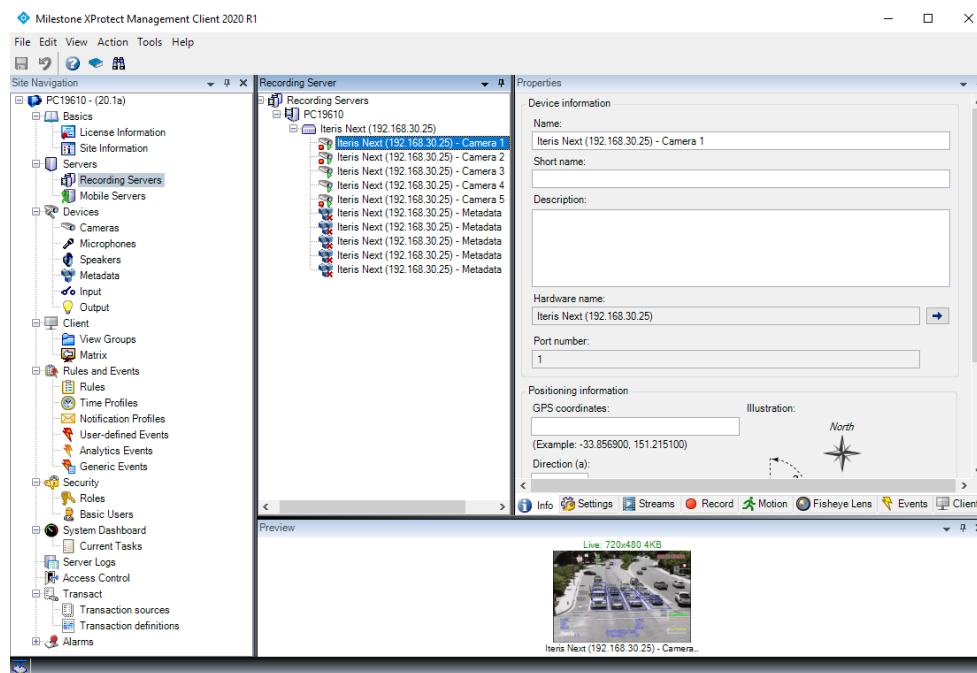 Milestone XProtect Management Client 2020 R1
File Edit View Action Tools Help
Site Navigation
PC19610 - (20.1a)
Basics
License Information
Site Information
Servers
Recording Servers
Mobile Servers
Devices
Cameras
Microphones
Speakers
Metadata
Input
Output
Client
View Groups
Matrix
Rules and Events
Rules
Time Profiles
Notification Profiles
User-defined Events
Analytics Events
Generic Events
Security
Roles
Basic Users
System Dashboard
Current Tasks
Server Logs
Access Control
Transact
Transaction sources
Transaction definitions
Alarms
Recording Server
Recording Servers
PC19610
Iteris Next (192.168.30.25)
Iteris Next (192.168.30.25) - Camera 1
Iteris Next (192.168.30.25) - Camera 2
Iteris Next (192.168.30.25) - Camera 3
Iteris Next (192.168.30.25) - Camera 4
Iteris Next (192.168.30.25) - Camera 5
Iteris Next (192.168.30.25) - Metadata
Iteris Next (192.168.30.25) - Metadata
Iteris Next (192.168.30.25) - Metadata
Iteris Next (192.168.30.25) - Metadata
Iteris Next (192.168.30.25) - Metadata
Properties
Device information
Name:
Iteris Next (192.168.30.25) - Camera 1
Short name:
Description:
Hardware name:
Iteris Next (192.168.30.25)
Port number:
1
Positioning information
GPS coordinates:
Illustration:
North
(Example: -33.856900, 151.215100)
Direction (a):
Info Settings Streams Record Motion Fisheye Lens Events Client
Preview
Live: 720x480 4KB
Iteris Next (192.168.30.25) - Camera...